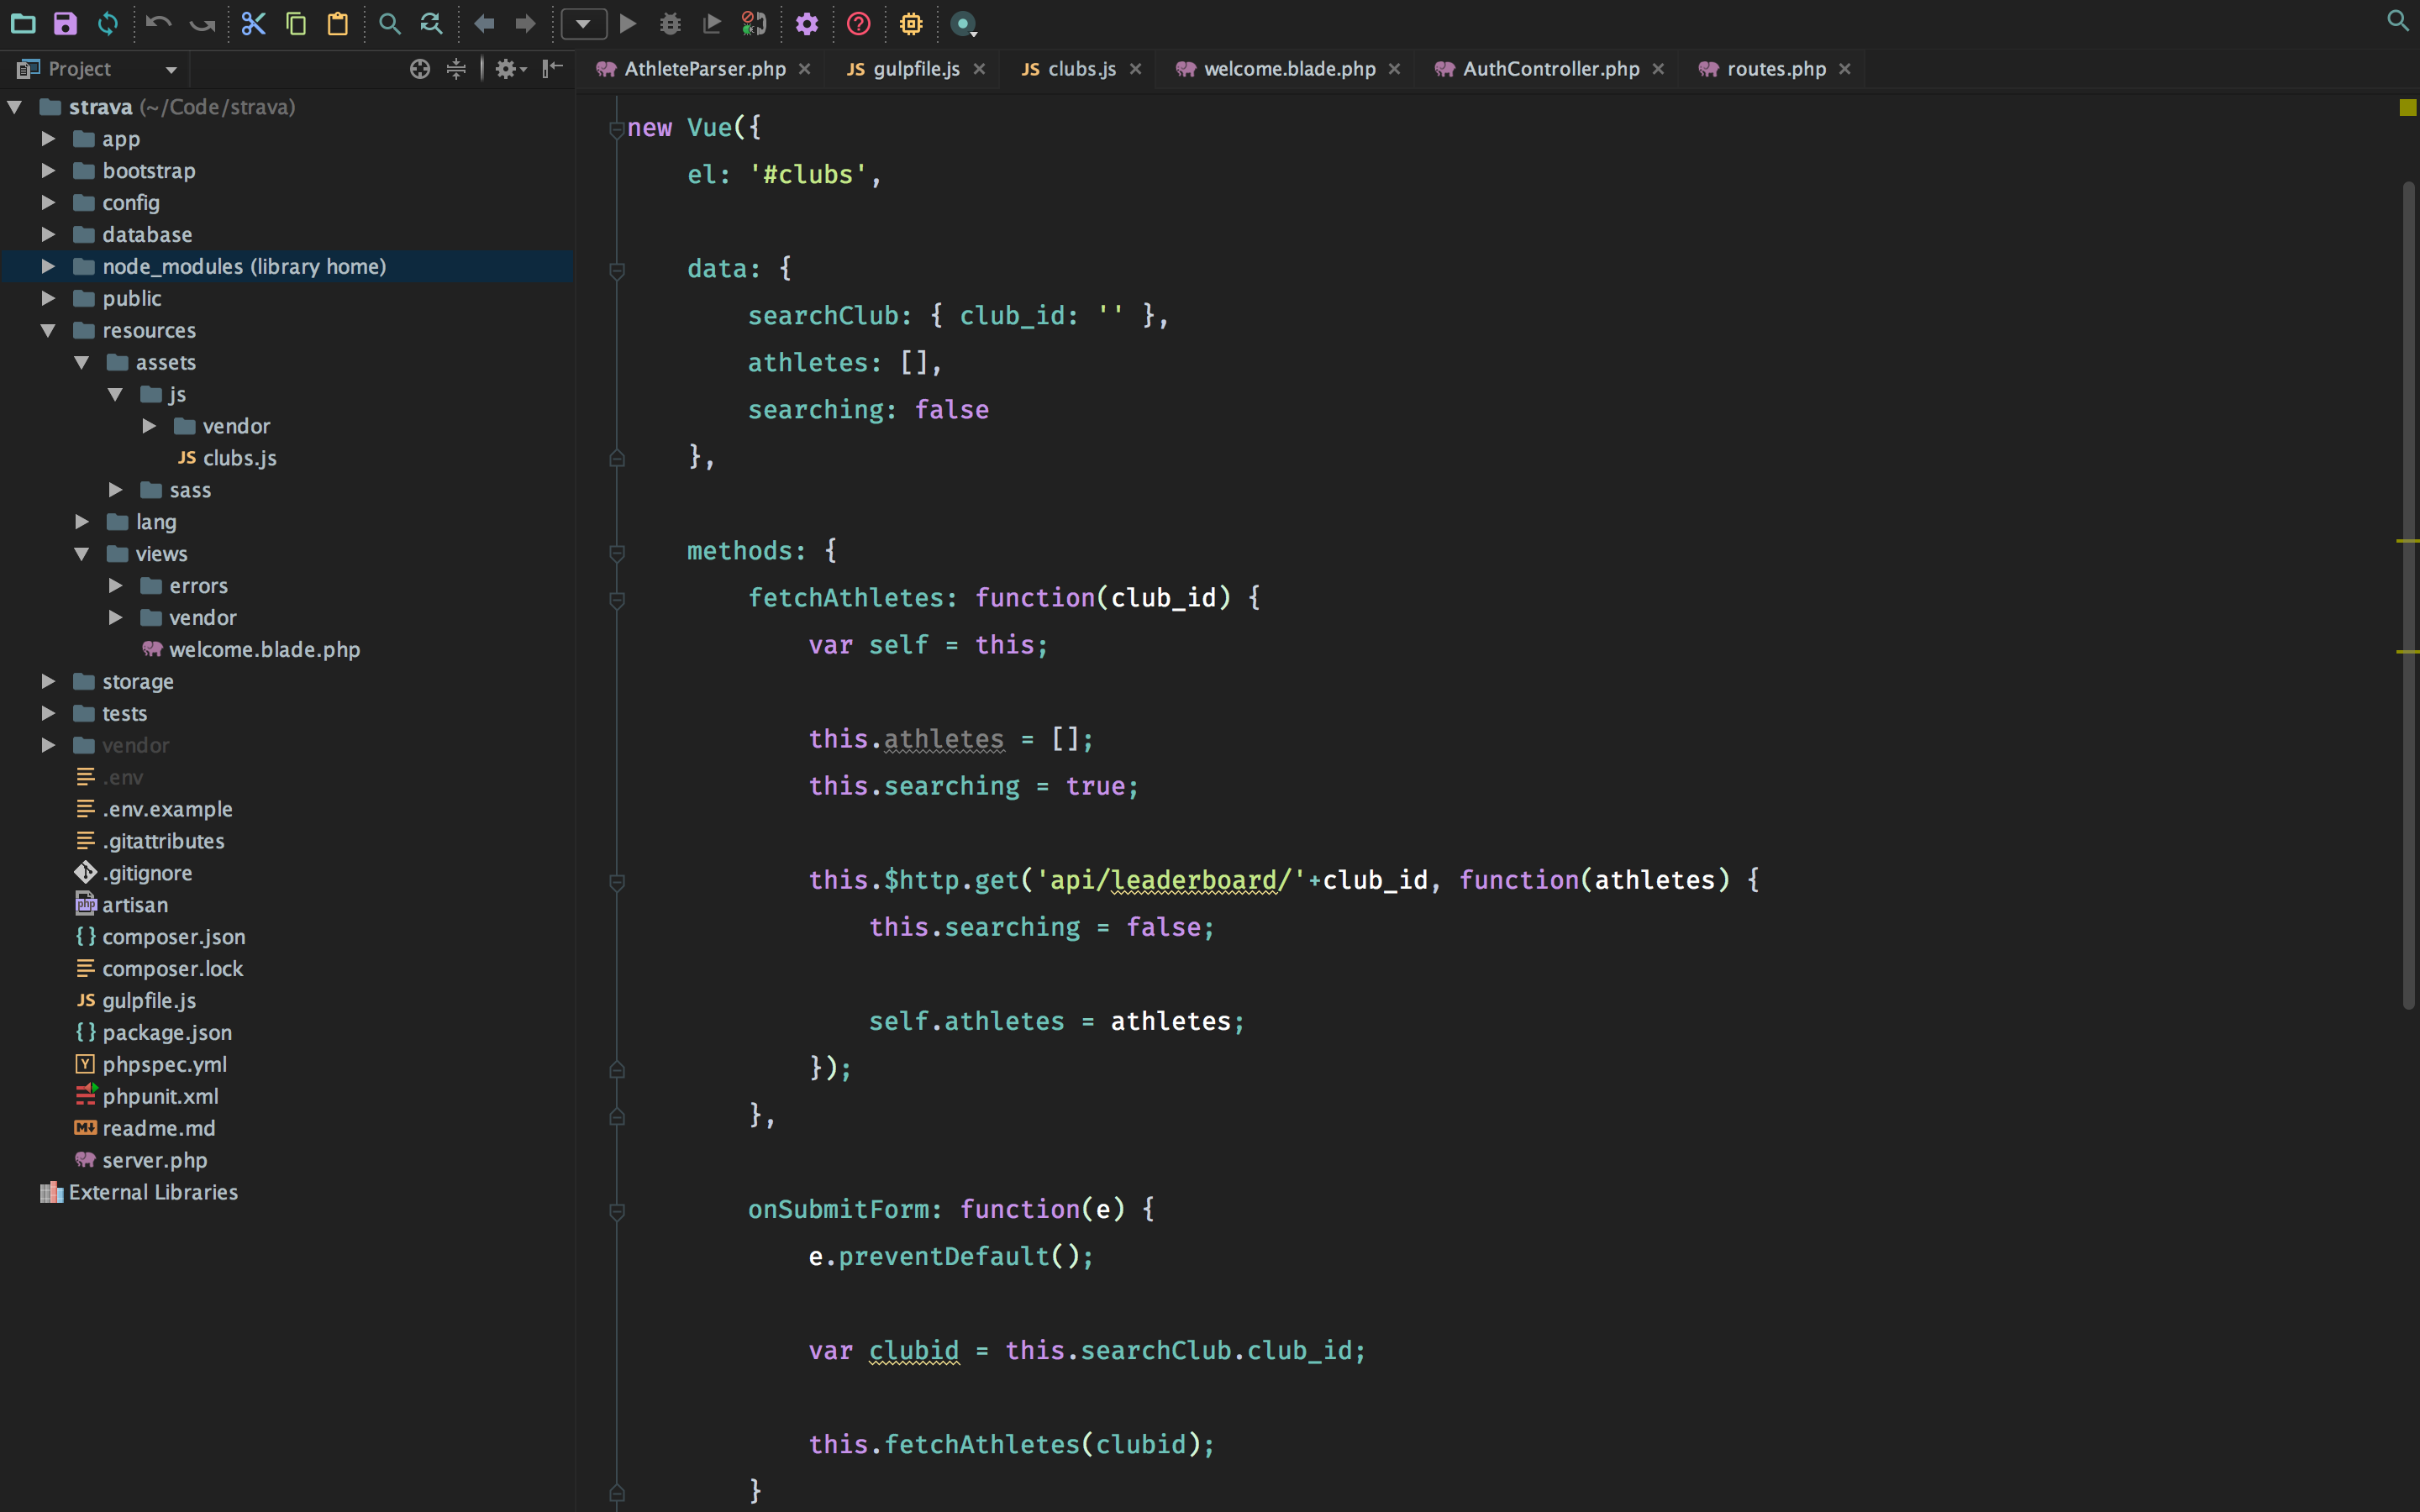 Project
AthleteParser.php
gulpfile.js
clubs.js
welcome.blade.php
AuthController.php
routes.php
strava (~/Code/strava)
app
bootstrap
config
database
node_modules (library home)
public
resources
assets
js
vendor
JS clubs.js
sass
lang
views
errors
vendor
welcome.blade.php
storage
tests
vendor
.env
.env.example
.gitattributes
.gitignore
php artisan
{} composer.json
composer.lock
JS gulpfile.js
{} package.json
Y phpspec.yml
phpunit.xml
M↓ readme.md
server.php
External Libraries
new Vue({
    el: '#clubs',
    data: {
        searchClub: { club_id: '' },
        athletes: [],
        searching: false
    },
    methods: {
        fetchAthletes: function(club_id) {
            var self = this;
            this.athletes = [];
            this.searching = true;
            this.$http.get('api/leaderboard/'+club_id, function(athletes) {
                this.searching = false;
                self.athletes = athletes;
            });
        },
        onSubmitForm: function(e) {
            e.preventDefault();
            var clubid = this.searchClub.club_id;
            this.fetchAthletes(clubid);
        }